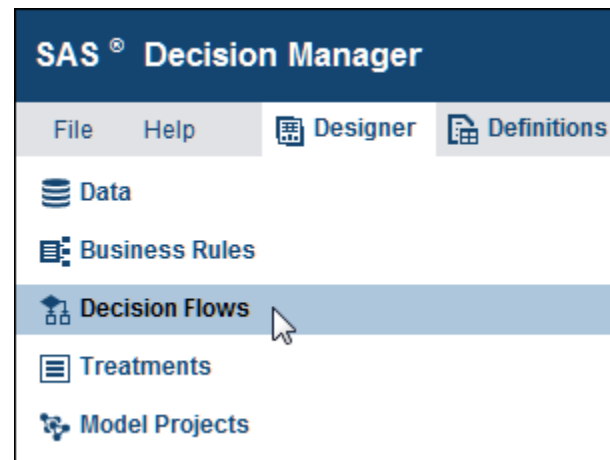 SAS ® Decision Manager
File Help Designer Definitions
Data
Business Rules
Decision Flows
Treatments
Model Projects